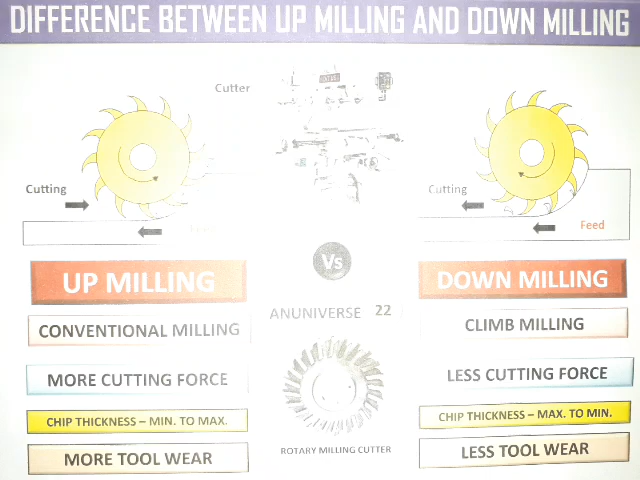 DIFFERENCE BETWEEN UP MILLING AND DOWN MILLING
Cutter
Cutting
Cutting
Feed
Vs
UP MILLING
DOWN MILLING
ANUNIVERSE 22
CONVENTIONAL MILLING
CLIMB MILLING
MORE CUTTING FORCE
LESS CUTTING FORCE
CHIP THICKNESS – MIN. TO MAX.
CHIP THICKNESS – MAX. TO MIN.
MORE TOOL WEAR
ROTARY MILLING CUTTER
LESS TOOL WEAR